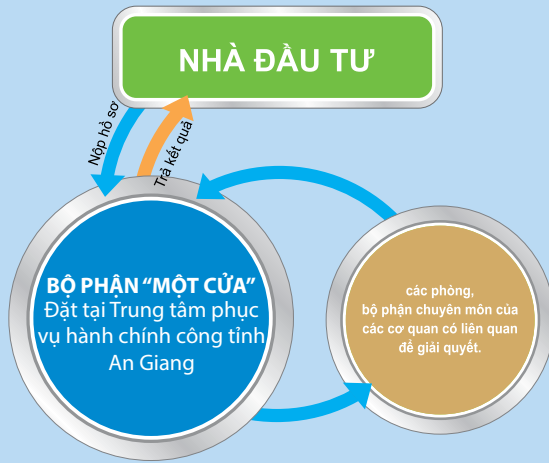 NHÀ ĐẦU TƯ
Nộp hồ sơ
Trả kết quả
BỘ PHẬN “MỘT CỬA”
Đặt tại Trung tâm phục
vụ hành chính công tỉnh
An Giang
các phòng,
bộ phận chuyên môn của
các cơ quan có liên quan
để giải quyết.